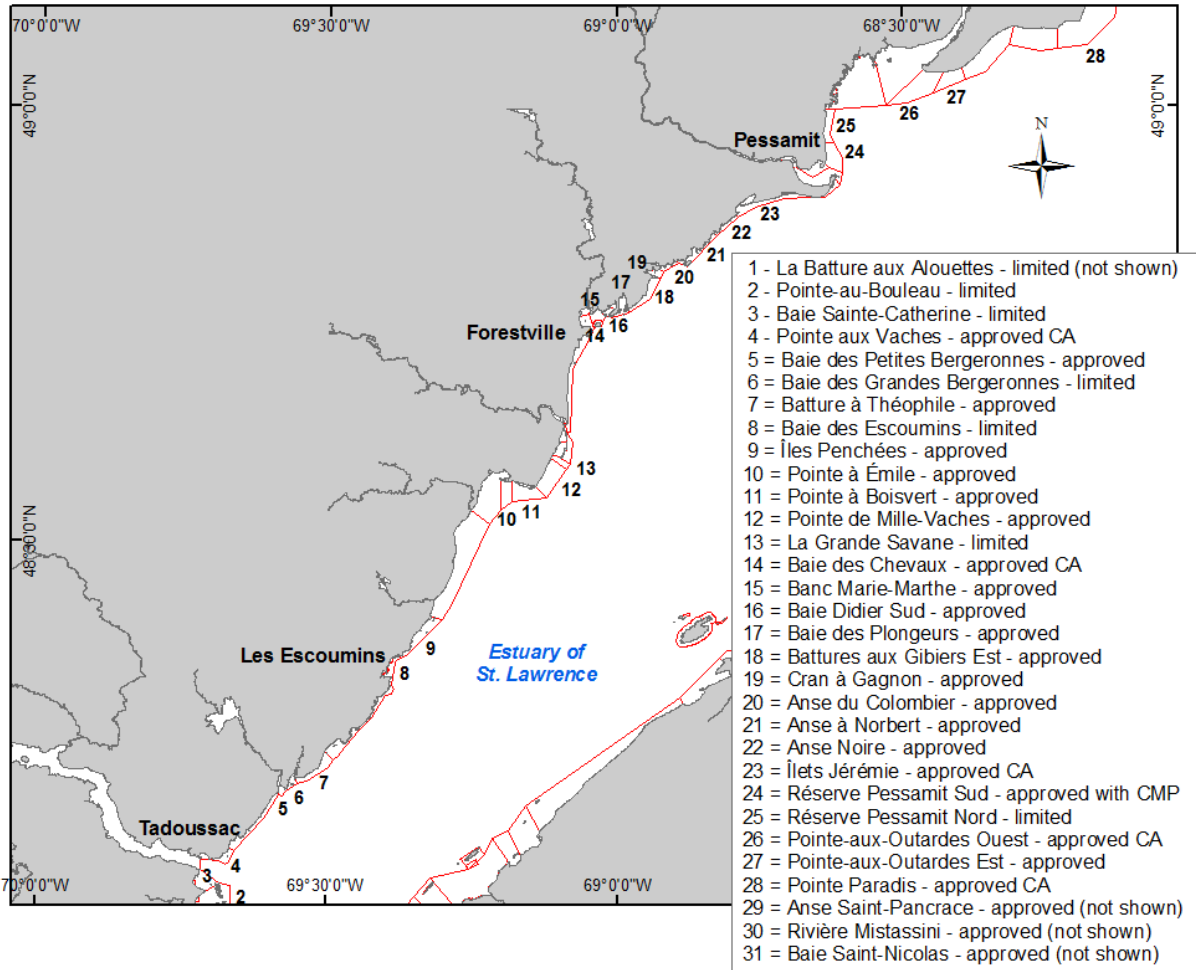 70°0'0"W
69°30'0"W
69°0'0"W
68°30'0"W
28
49°0'0"N
49°0'0"N
27
26
25
Pessamit
24
N
23
22
21
19
20
17
18
15
16
Forestville
14
13
12
10
11
48°30'0"N
9
Les Escoumins
8
Estuary of
St. Lawrence
7
6
5
Tadoussac
4
3
2
70°0'0"W
69°30'0"W
69°0'0"W
1 - La Batture aux Alouettes - limited (not shown)
2 - Pointe-au-Bouleau - limited
3 - Baie Sainte-Catherine - limited
4 - Pointe aux Vaches - approved CA
5 = Baie des Petites Bergeronnes - approved
6 = Baie des Grandes Bergeronnes - limited
7 = Batture à Théophile - approved
8 = Baie des Escoumins - limited
9 = Îles Penchées - approved
10 = Pointe à Émile - approved
11 = Pointe à Boisvert - approved
12 = Pointe de Mille-Vaches - approved
13 = La Grande Savane - limited
14 = Baie des Chevaux - approved CA
15 = Banc Marie-Marthe - approved
16 = Baie Didier Sud - approved
17 = Baie des Plongeurs - approved
18 = Battures aux Gibiers Est - approved
19 = Cran à Gagnon - approved
20 = Anse du Colombier - approved
21 = Anse à Norbert - approved
22 = Anse Noire - approved
23 = Îlets Jérémie - approved CA
24 = Réserve Pessamit Sud - approved with CMP
25 = Réserve Pessamit Nord - limited
26 = Pointe-aux-Outardes Ouest - approved CA
27 = Pointe-aux-Outardes Est - approved
28 = Pointe Paradis - approved CA
29 = Anse Saint-Pancrace - approved (not shown)
30 = Rivière Mistassini - approved (not shown)
31 = Baie Saint-Nicolas - approved (not shown)